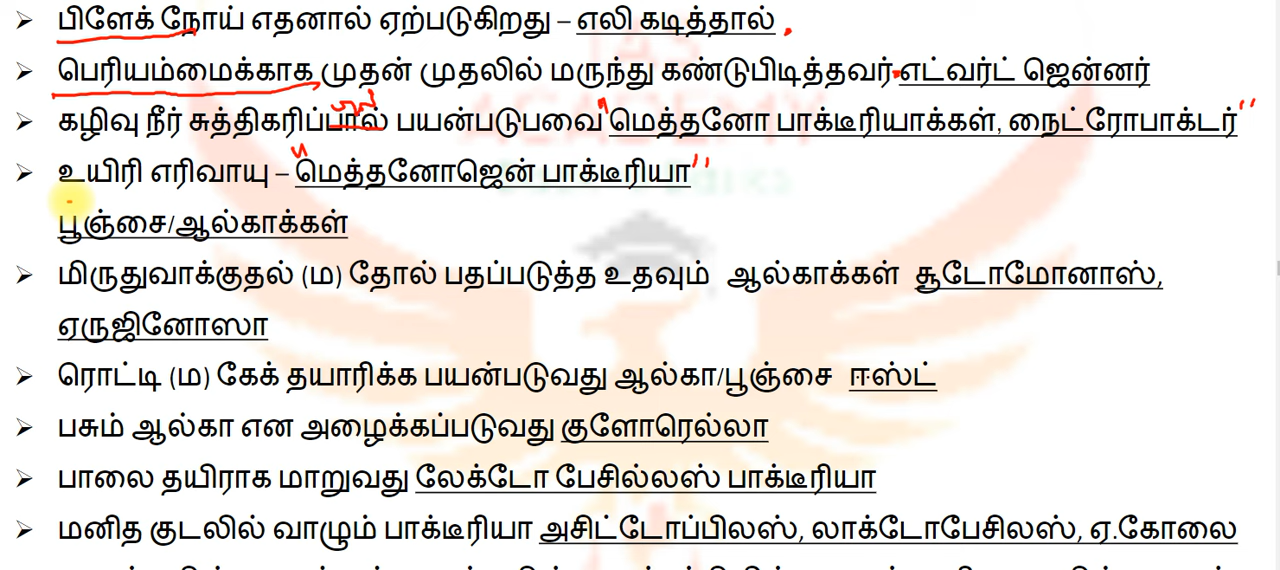 ➢ பிளேக் நோய் எதனால் ஏற்படுகிறது – எலி கடித்தால்
➢ பெரியம்மைக்காக முதன் முதலில் மருந்து கண்டுபிடித்தவர் எட்வர்ட் ஜென்னர்
➢ கழிவு நீர் சுத்திகரிப்பால் பயன்படுபவை "மெத்தனோ பாக்டீரியாக்கள், நைட்ரோபாக்டர்"
➢ உயிரி எரிவாயு – "மெத்தனோஜென் பாக்டீரியா"
பூஞ்சை/ஆல்காக்கள்
➢ மிருதுவாக்குதல் (ம) தோல் பதப்படுத்த உதவும் ஆல்காக்கள் சூடோமோனாஸ்,
ஏருஜினோஸா
➢ ரொட்டி (ம) கேக் தயாரிக்க பயன்படுவது ஆல்கா/பூஞ்சை ஈஸ்ட்
➢ பசும் ஆல்கா என அழைக்கப்படுவது குளோரெல்லா
➢ பாலை தயிராக மாறுவது லேக்டோ பேசில்லஸ் பாக்டீரியா
➢ மனித குடலில் வாழும் பாக்டீரியா அசிட்டோப்பிலஸ், லாக்டோபேசிலஸ், ஏ.கோலை
IAS
ACADEMY